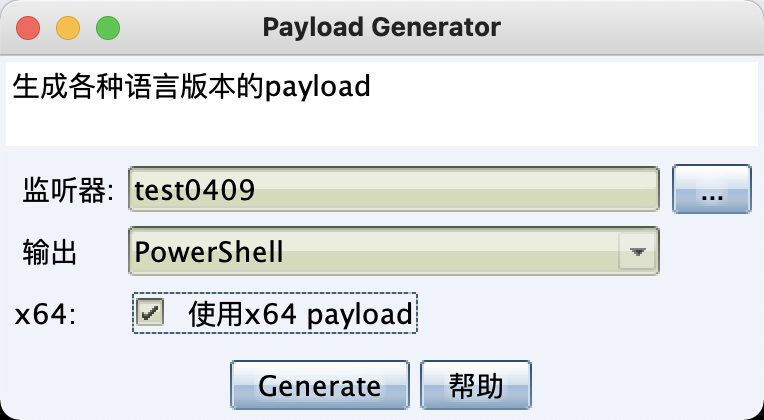 Payload Generator
生成各种语言版本的payload
监听器: test0409 ...
输出 PowerShell
x64: 使用x64 payload
Generate 帮助